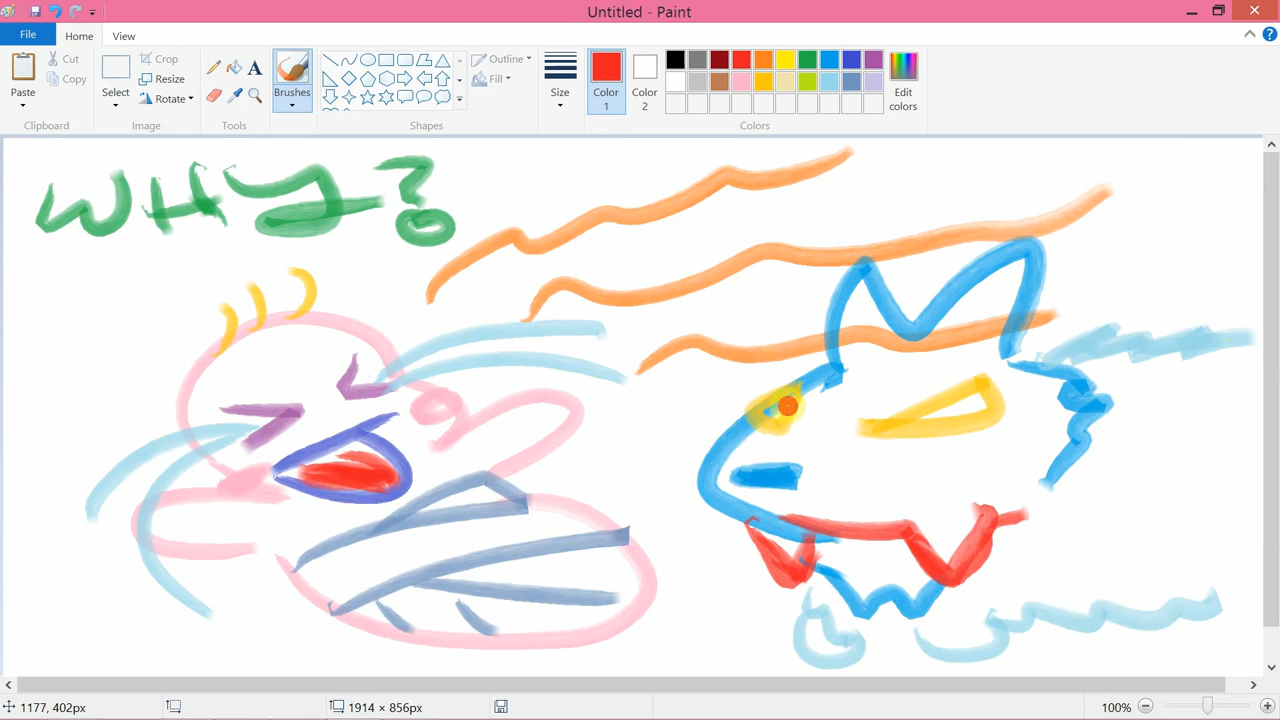 Untitled - Paint
File Home View
Paste
Cut
Copy
Clipboard
Select
Crop
Resize
Rotate
Image
A
Tools
Brushes
Outline
Fill
Shapes
Size
Color 1
Color 2
Edit colors
Colors
WHY?
1177, 402px
1914 × 856px
100%